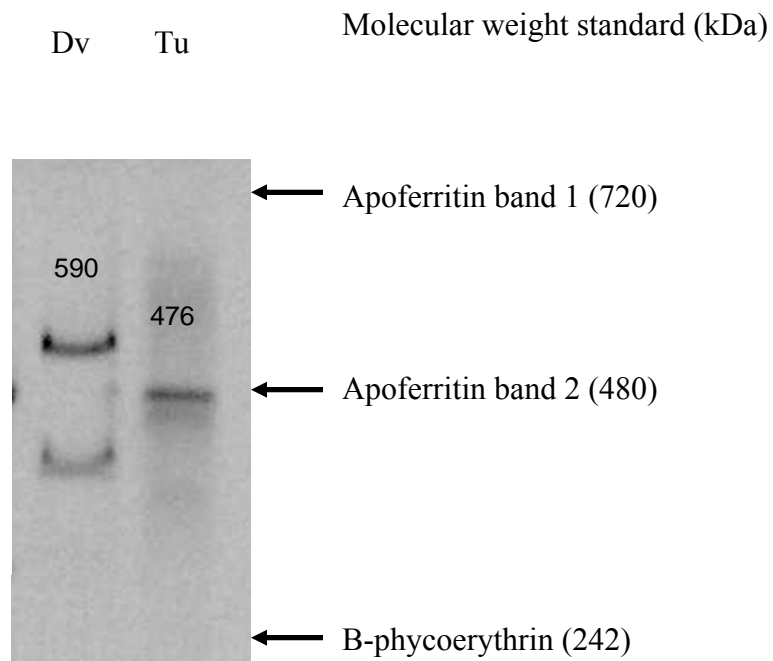 Dv Tu Molecular weight standard (kDa)
Apoferritin band 1 (720)
590
476
Apoferritin band 2 (480)
B-phycoerythrin (242)